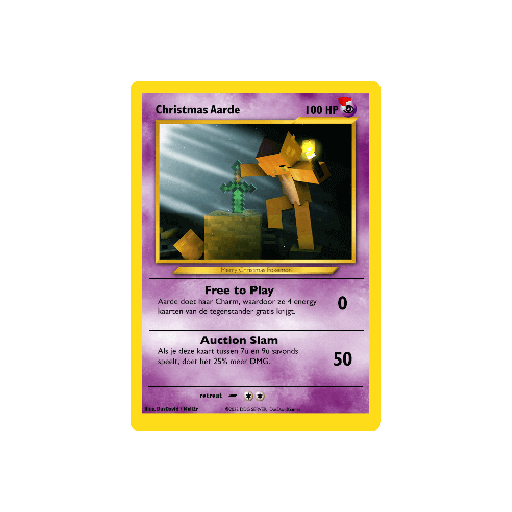 Christmas Aarde 100 HP
Merry Christmas Pokemon
Free to Play
Aarde doet haar Charm, waardoor ze 4 energy
kaarten van de tegenstander gratis krijgt.
0
Auction Slam
Als je deze kaart tussen 7u en 9u savonds
speelt, doet het 25% meer DMG.
50
retreat